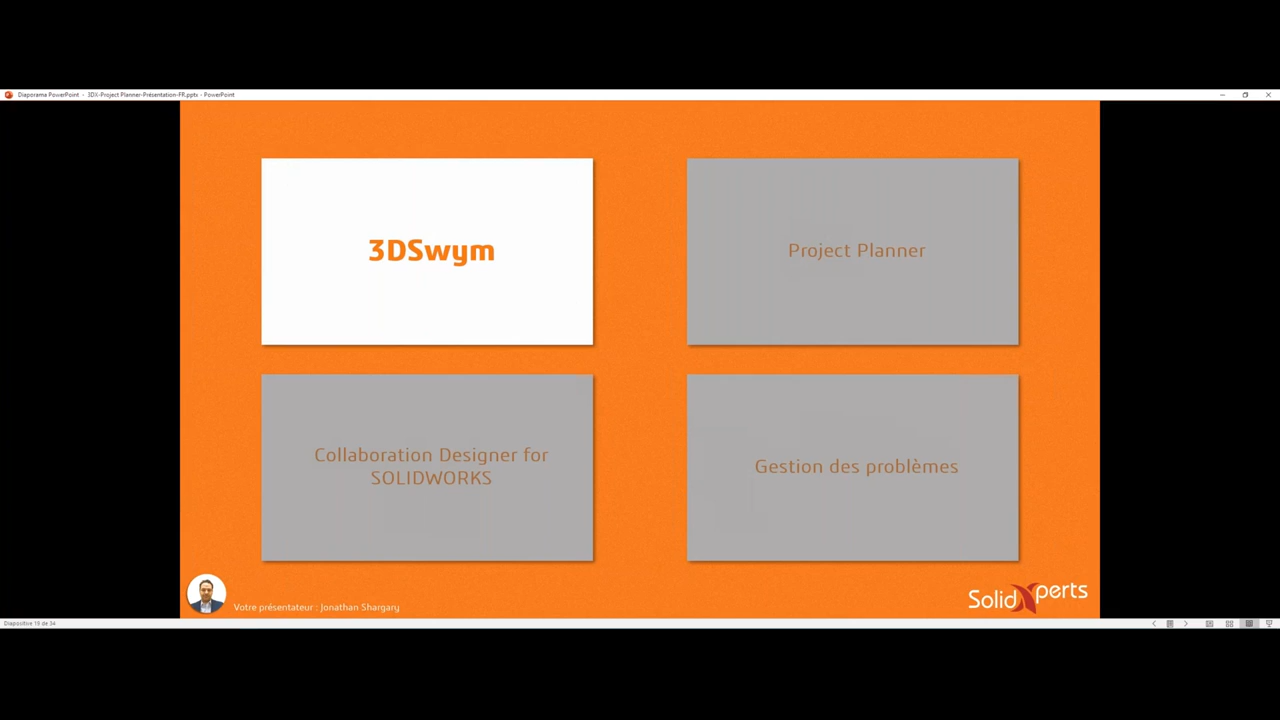 Diaporama PowerPoint - 3DX-Project Planner-Présentation-FR.pptx - PowerPoint
3DSwym
Project Planner
Collaboration Designer for
SOLIDWORKS
Gestion des problèmes
Votre présentateur : Jonathan Shargary
SolidXperts
Diapositive 19 de 34